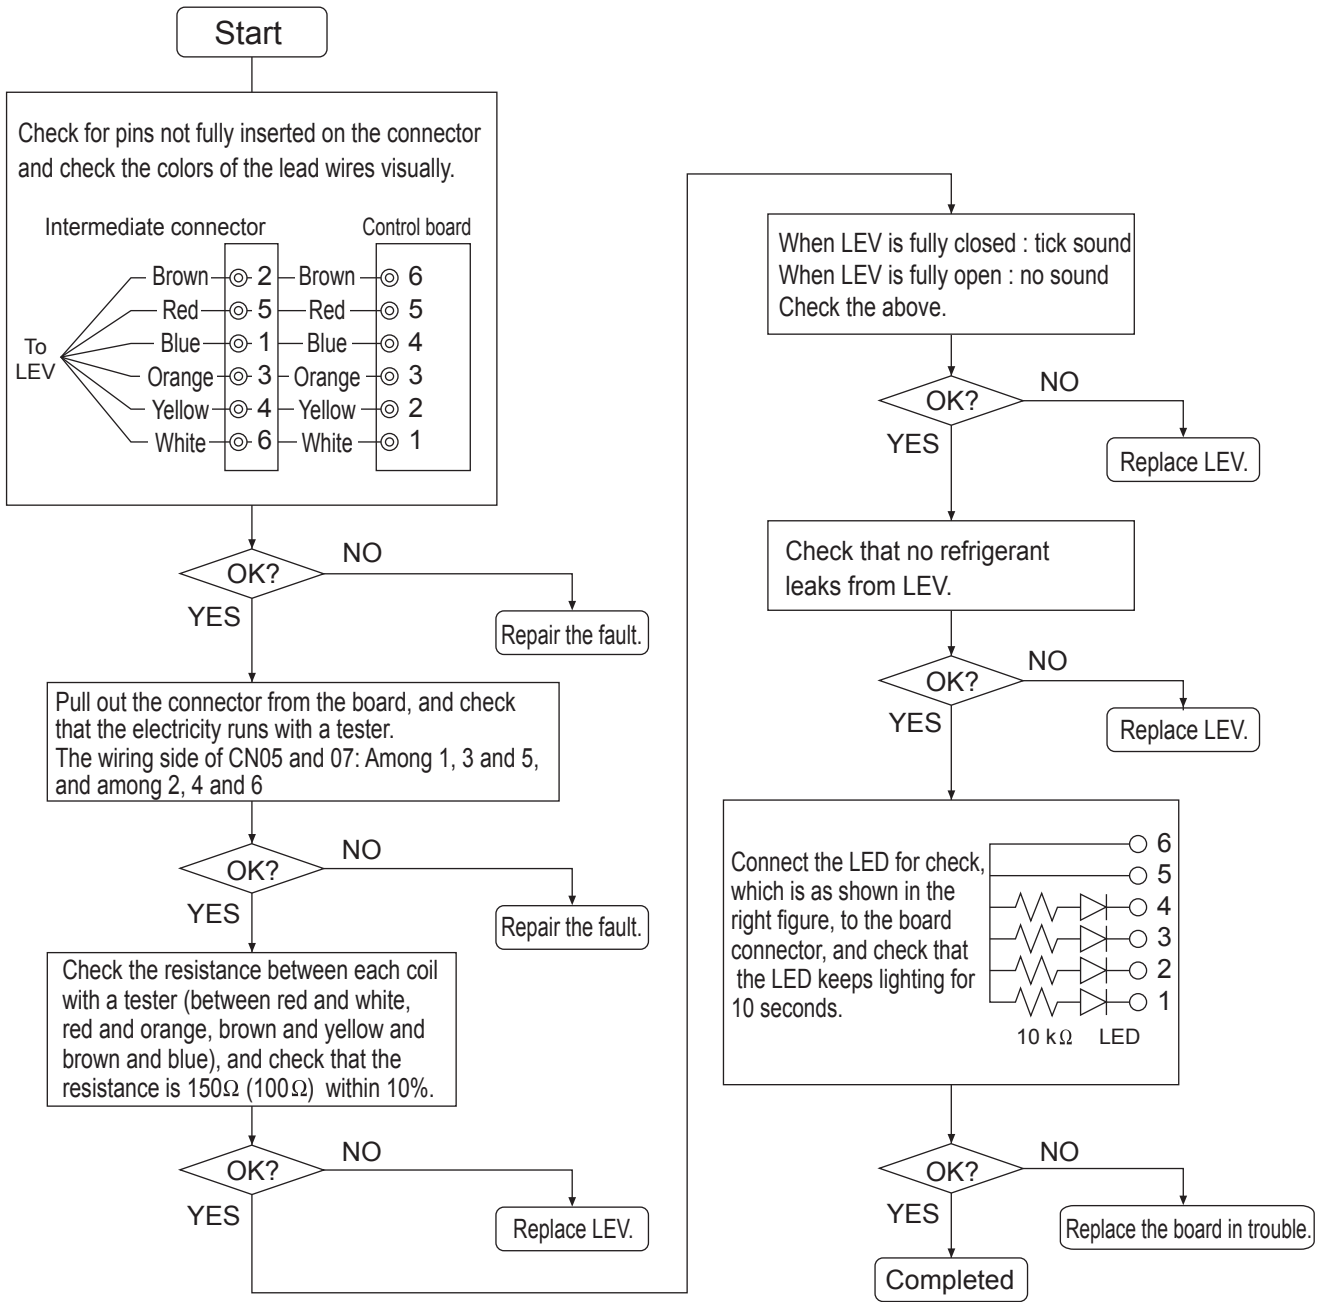 Start
Check for pins not fully inserted on the connector
and check the colors of the lead wires visually.
Intermediate connector
Control board
Brown 2 Brown 6
Red 5 Red 5
Blue 1 Blue 4
Orange 3 Orange 3
Yellow 4 Yellow 2
White 6 White 1
To
LEV
OK?
NO
YES
Repair the fault.
Pull out the connector from the board, and check
that the electricity runs with a tester.
The wiring side of CN05 and 07: Among 1, 3 and 5,
and among 2, 4 and 6
OK?
NO
YES
Repair the fault.
Check the resistance between each coil
with a tester (between red and white,
red and orange, brown and yellow and
brown and blue), and check that the
resistance is 150Ω (100Ω) within 10%.
OK?
NO
YES
Replace LEV.
When LEV is fully closed : tick sound
When LEV is fully open : no sound
Check the above.
OK?
NO
YES
Replace LEV.
Check that no refrigerant
leaks from LEV.
OK?
NO
YES
Replace LEV.
Connect the LED for check,
which is as shown in the
right figure, to the board
connector, and check that
the LED keeps lighting for
10 seconds.
6
5
4
3
2
1
10 kΩ LED
OK?
NO
YES
Replace the board in trouble.
Completed